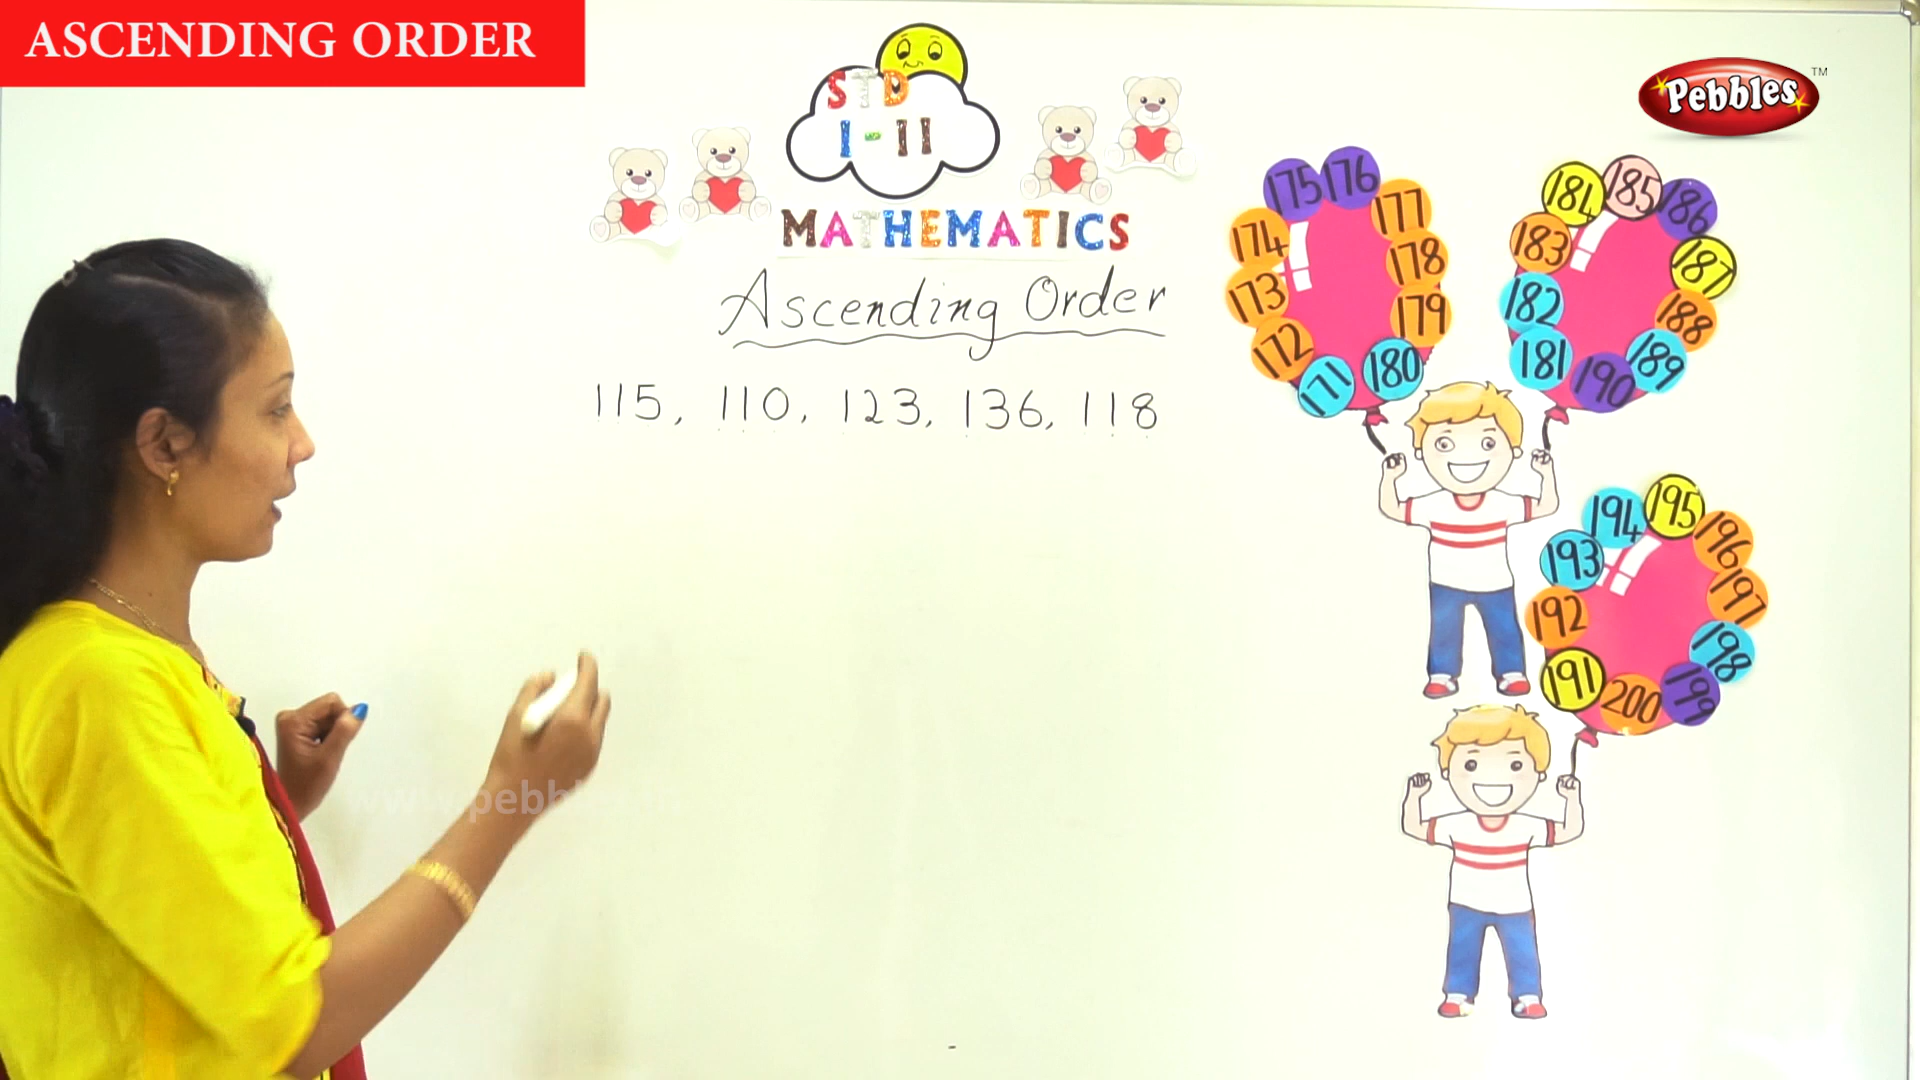 ASCENDING ORDER
Pebbles™
STD
I-II
MATHEMATICS
Ascending Order
115, 110, 123, 136, 118
175 176
174 177
173 178
172 179
171 180
184 185 186
183 187
182 188
181 190 189
194 195 196
193 197
192 198
191 200 199